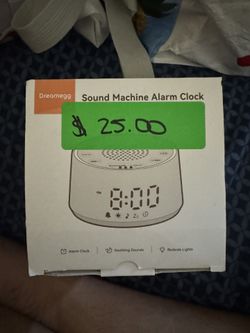 Dreamegg
Sound Machine Alarm Clock
$ 25.00
8:00
Alarm Clock
Soothing Sounds
Bedside Lights